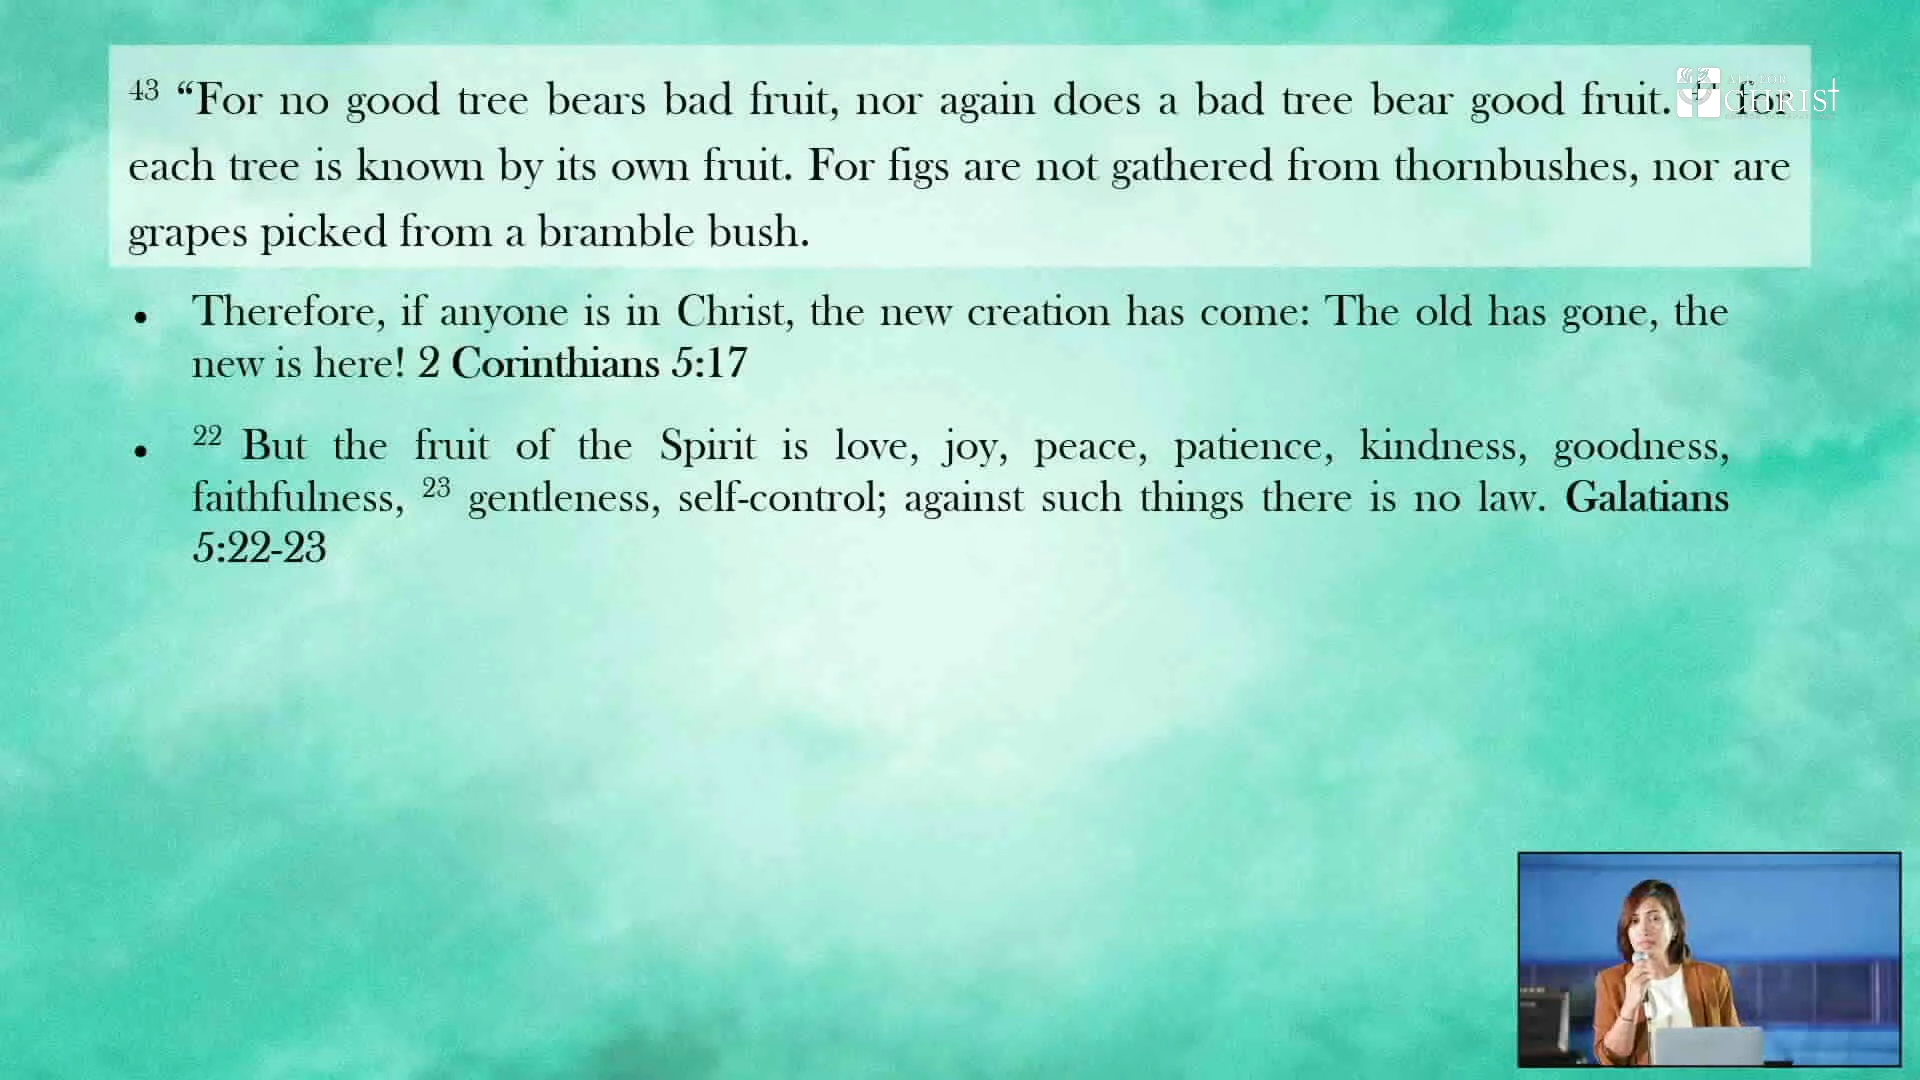 43 “For no good tree bears bad fruit, nor again does a bad tree bear good fruit. for
each tree is known by its own fruit. For figs are not gathered from thornbushes, nor are
grapes picked from a bramble bush.
ALL FOR
CHRIST
• Therefore, if anyone is in Christ, the new creation has come: The old has gone, the
new is here! 2 Corinthians 5:17
• 22 But the fruit of the Spirit is love, joy, peace, patience, kindness, goodness,
faithfulness, 23 gentleness, self-control; against such things there is no law. Galatians
5:22-23